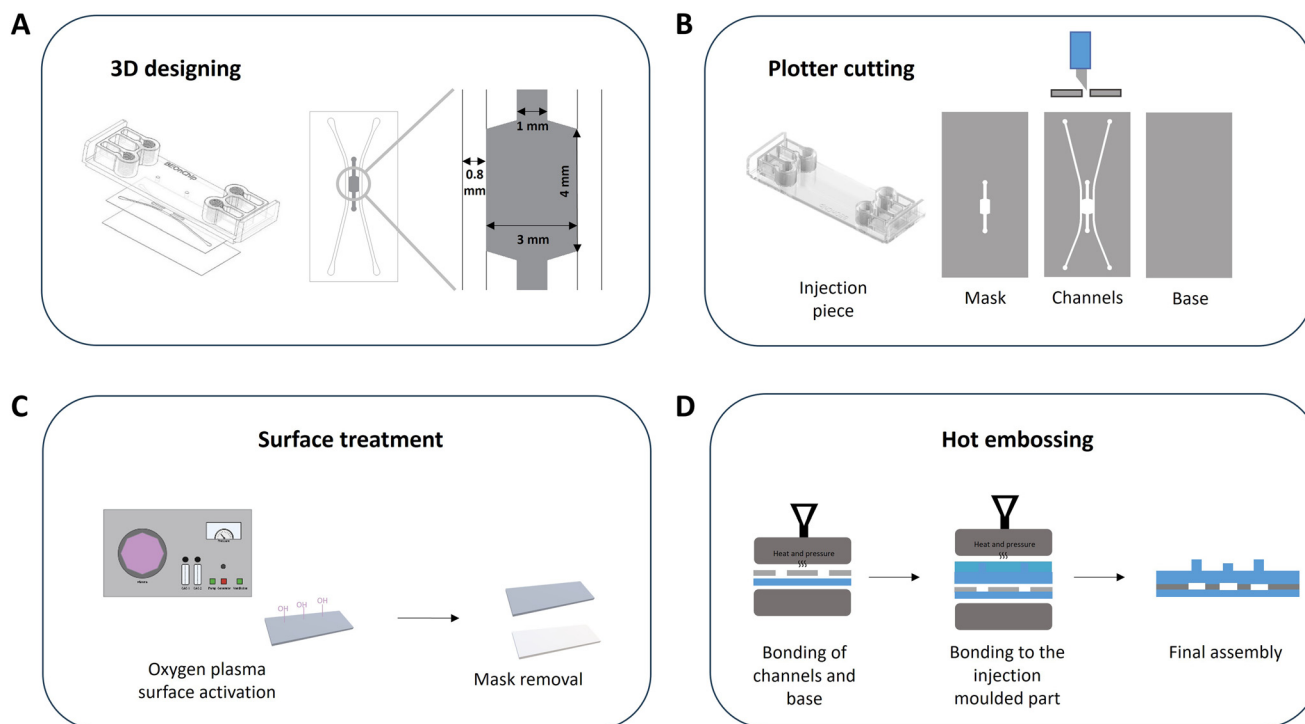 A
3D designing
BEOnChip
1 mm
0.8
mm
4 mm
3 mm
B
Plotter cutting
Injection
piece
Mask
Channels
Base
C
Surface treatment
OH
OH
OH
Oxygen plasma
surface activation
Mask removal
D
Hot embossing
Heat and pressure
Heat and pressure
Bonding of
channels and
base
Bonding to the
injection
moulded part
Final assembly